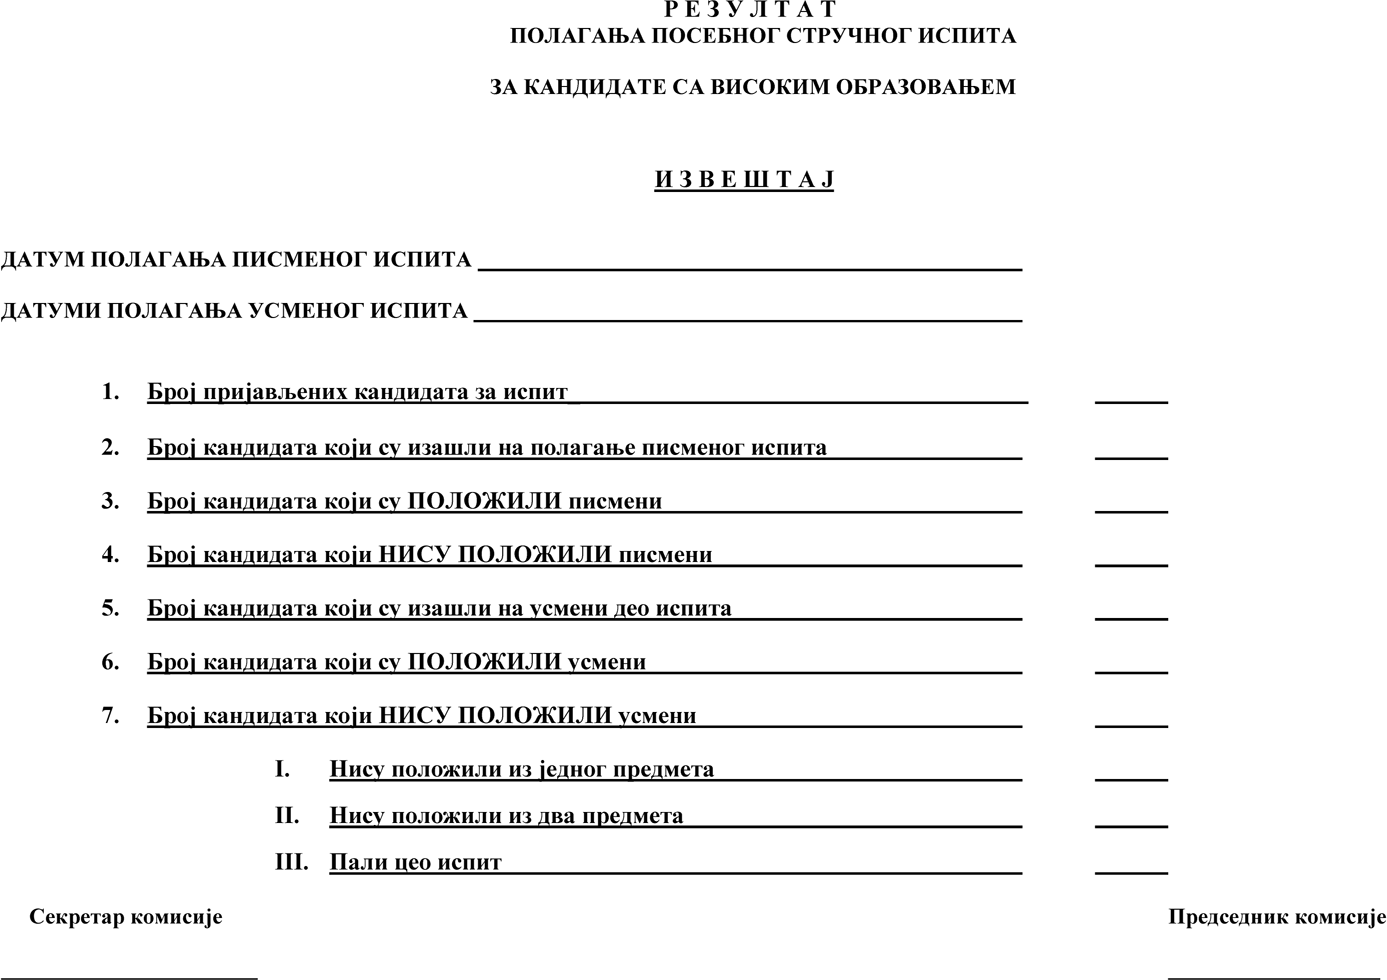 Р Е З У Л Т А Т
ПОЛАГАЊА ПОСЕБНОГ СТРУЧНОГ ИСПИТА
ЗА КАНДИДАТЕ СА ВИСОКИМ ОБРАЗОВАЊЕМ
И З В Е Ш Т А Ј
ДАТУМ ПОЛАГАЊА ПИСМЕНОГ ИСПИТА
ДАТУМИ ПОЛАГАЊА УСМЕНОГ ИСПИТА
1. Број пријављених кандидата за испит
2. Број кандидата који су изашли на полагање писменог испита
3. Број кандидата који су ПОЛОЖИЛИ писмени
4. Број кандидата који НИСУ ПОЛОЖИЛИ писмени
5. Број кандидата који су изашли на усмени део испита
6. Број кандидата који су ПОЛОЖИЛИ усмени
7. Број кандидата који НИСУ ПОЛОЖИЛИ усмени
I. Нису положили из једног предмета
II. Нису положили из два предмета
III. Пали цео испит
Секретар комисије Председник комисије